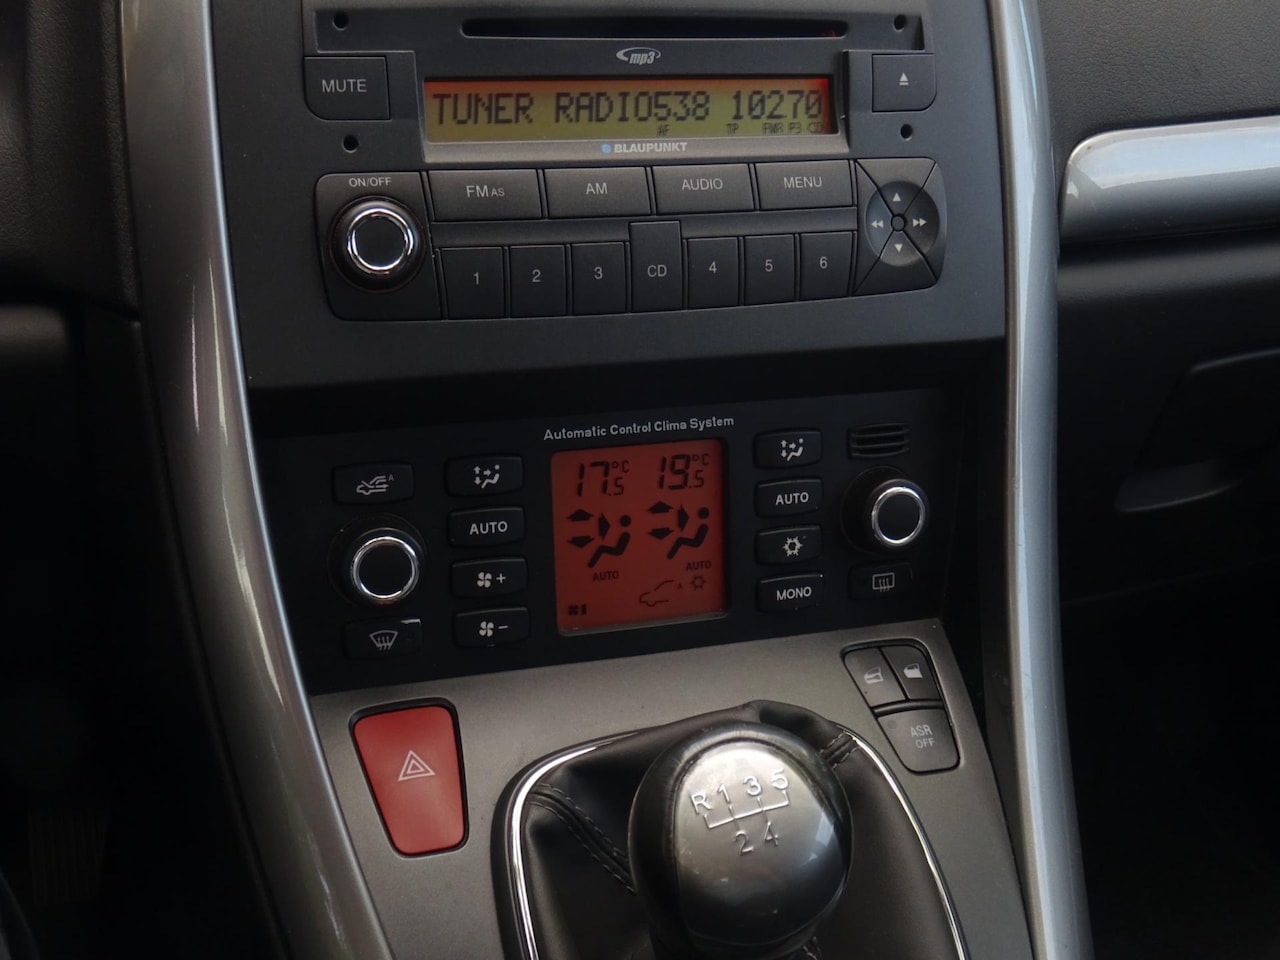 mp3
MUTE
TUNER RADIO538 10270
AF TP FMA P3 CD
BLAUPUNKT
ON/OFF
FM AS AM AUDIO MENU
1 2 3 CD 4 5 6
Automatic Control Clima System
17.5 °C 19.5 °C
A
AUTO AUTO
AUTO AUTO
A
+
MONO
-
ASR
OFF
R 1 3 5
2 4